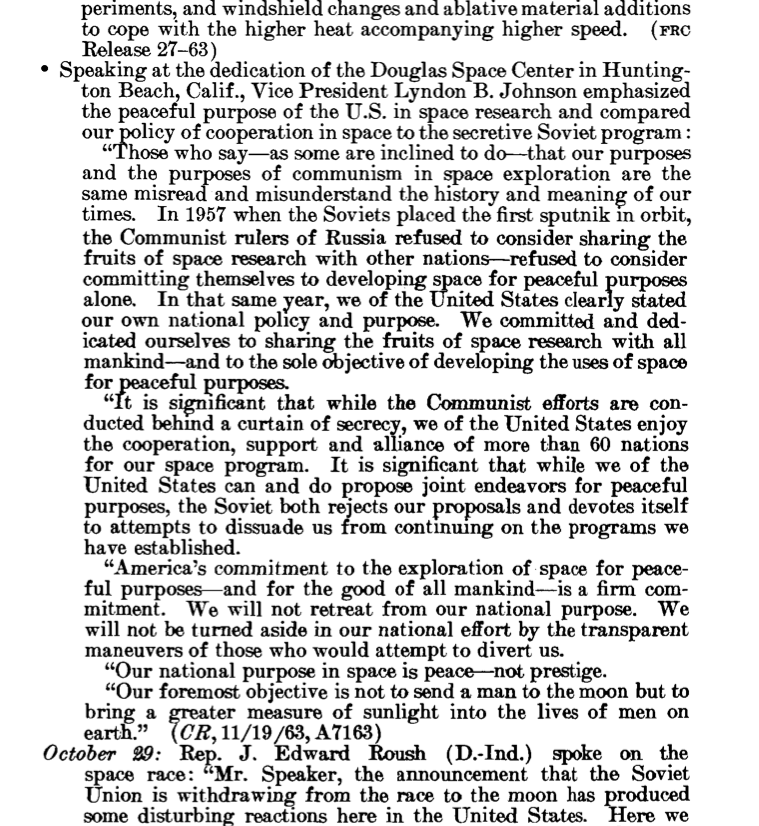 periments, and windshield changes and ablative material additions
to cope with the higher heat accompanying higher speed. (FRC
Release 27–63)
• Speaking at the dedication of the Douglas Space Center in Hunting-
ton Beach, Calif., Vice President Lyndon B. Johnson emphasized
the peaceful purpose of the U.S. in space research and compared
our policy of cooperation in space to the secretive Soviet program:
“Those who say—as some are inclined to do—that our purposes
and the purposes of communism in space exploration are the
same misread and misunderstand the history and meaning of our
times. In 1957 when the Soviets placed the first sputnik in orbit,
the Communist rulers of Russia refused to consider sharing the
fruits of space research with other nations—refused to consider
committing themselves to developing space for peaceful purposes
alone. In that same year, we of the United States clearly stated
our own national policy and purpose. We committed and ded-
icated ourselves to sharing the fruits of space research with all
mankind—and to the sole objective of developing the uses of space
for peaceful purposes.
“It is significant that while the Communist efforts are con-
ducted behind a curtain of secrecy, we of the United States enjoy
the cooperation, support and alliance of more than 60 nations
for our space program. It is significant that while we of the
United States can and do propose joint endeavors for peaceful
purposes, the Soviet both rejects our proposals and devotes itself
to attempts to dissuade us from continuing on the programs we
have established.
“America’s commitment to the exploration of space for peace-
ful purposes—and for the good of all mankind—is a firm com-
mitment. We will not retreat from our national purpose. We
will not be turned aside in our national effort by the transparent
maneuvers of those who would attempt to divert us.
“Our national purpose in space is peace—not prestige.
“Our foremost objective is not to send a man to the moon but to
bring a greater measure of sunlight into the lives of men on
earth.” (CR, 11/19/63, A7163)
October 29: Rep. J. Edward Roush (D.-Ind.) spoke on the
space race: “Mr. Speaker, the announcement that the Soviet
Union is withdrawing from the race to the moon has produced
some disturbing reactions here in the United States. Here we